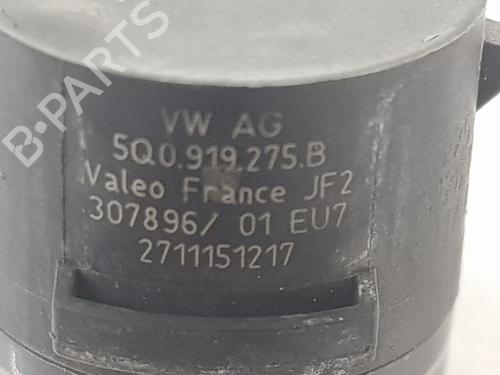 B-PARTS
VW AG
5Q0.919.275.B
Valeo France JF2
307896/ 01 EU7
2711151217